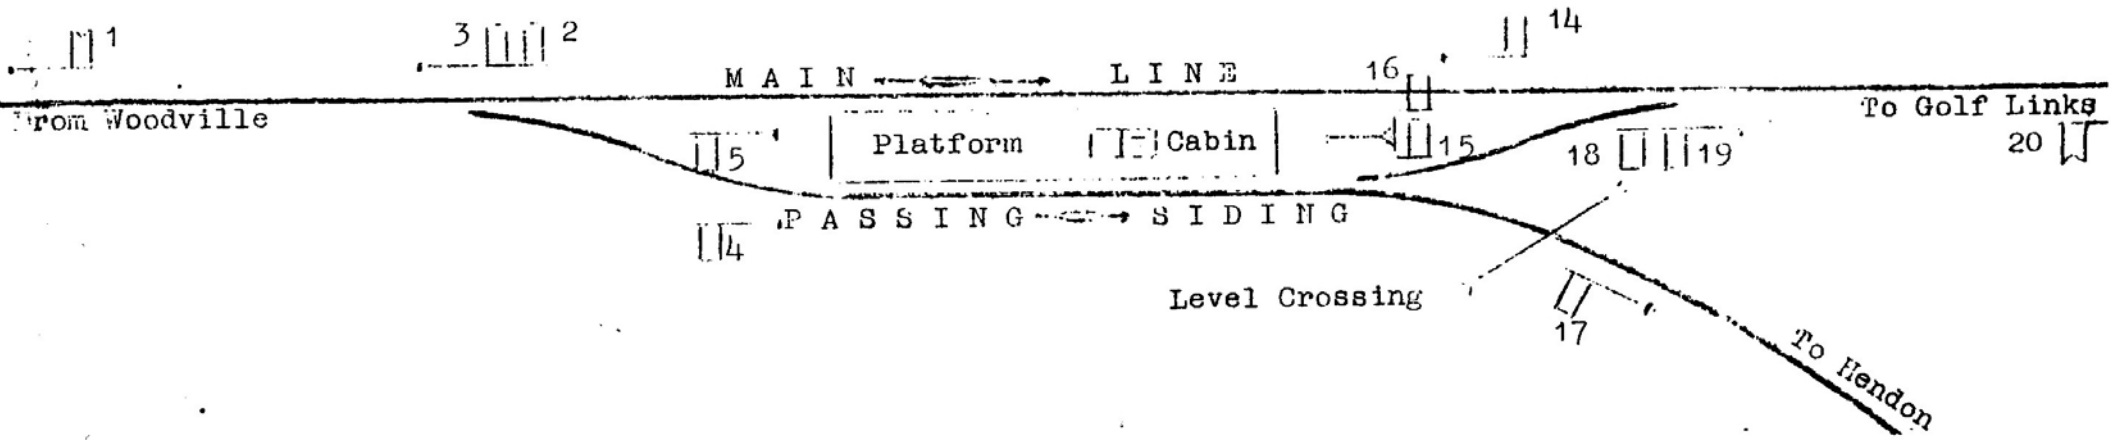 1
3 2
14
MAIN LINE
16
From Woodville
To Golf Links
5
Platform
Cabin
15
18 19
20
PASSING SIDING
4
Level Crossing
17
To Hendon